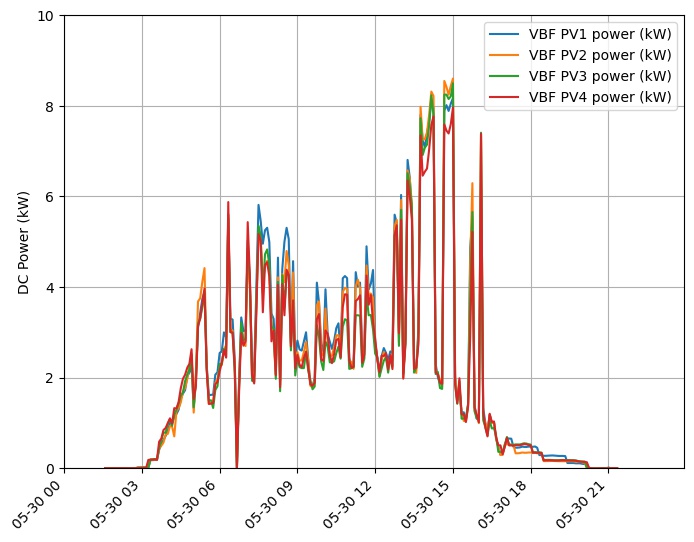 10
8
6
4
2
0
DC Power (kW)
VBF PV1 power (kW)
VBF PV2 power (kW)
VBF PV3 power (kW)
VBF PV4 power (kW)
05-30 00
05-30 03
05-30 06
05-30 09
05-30 12
05-30 15
05-30 18
05-30 21